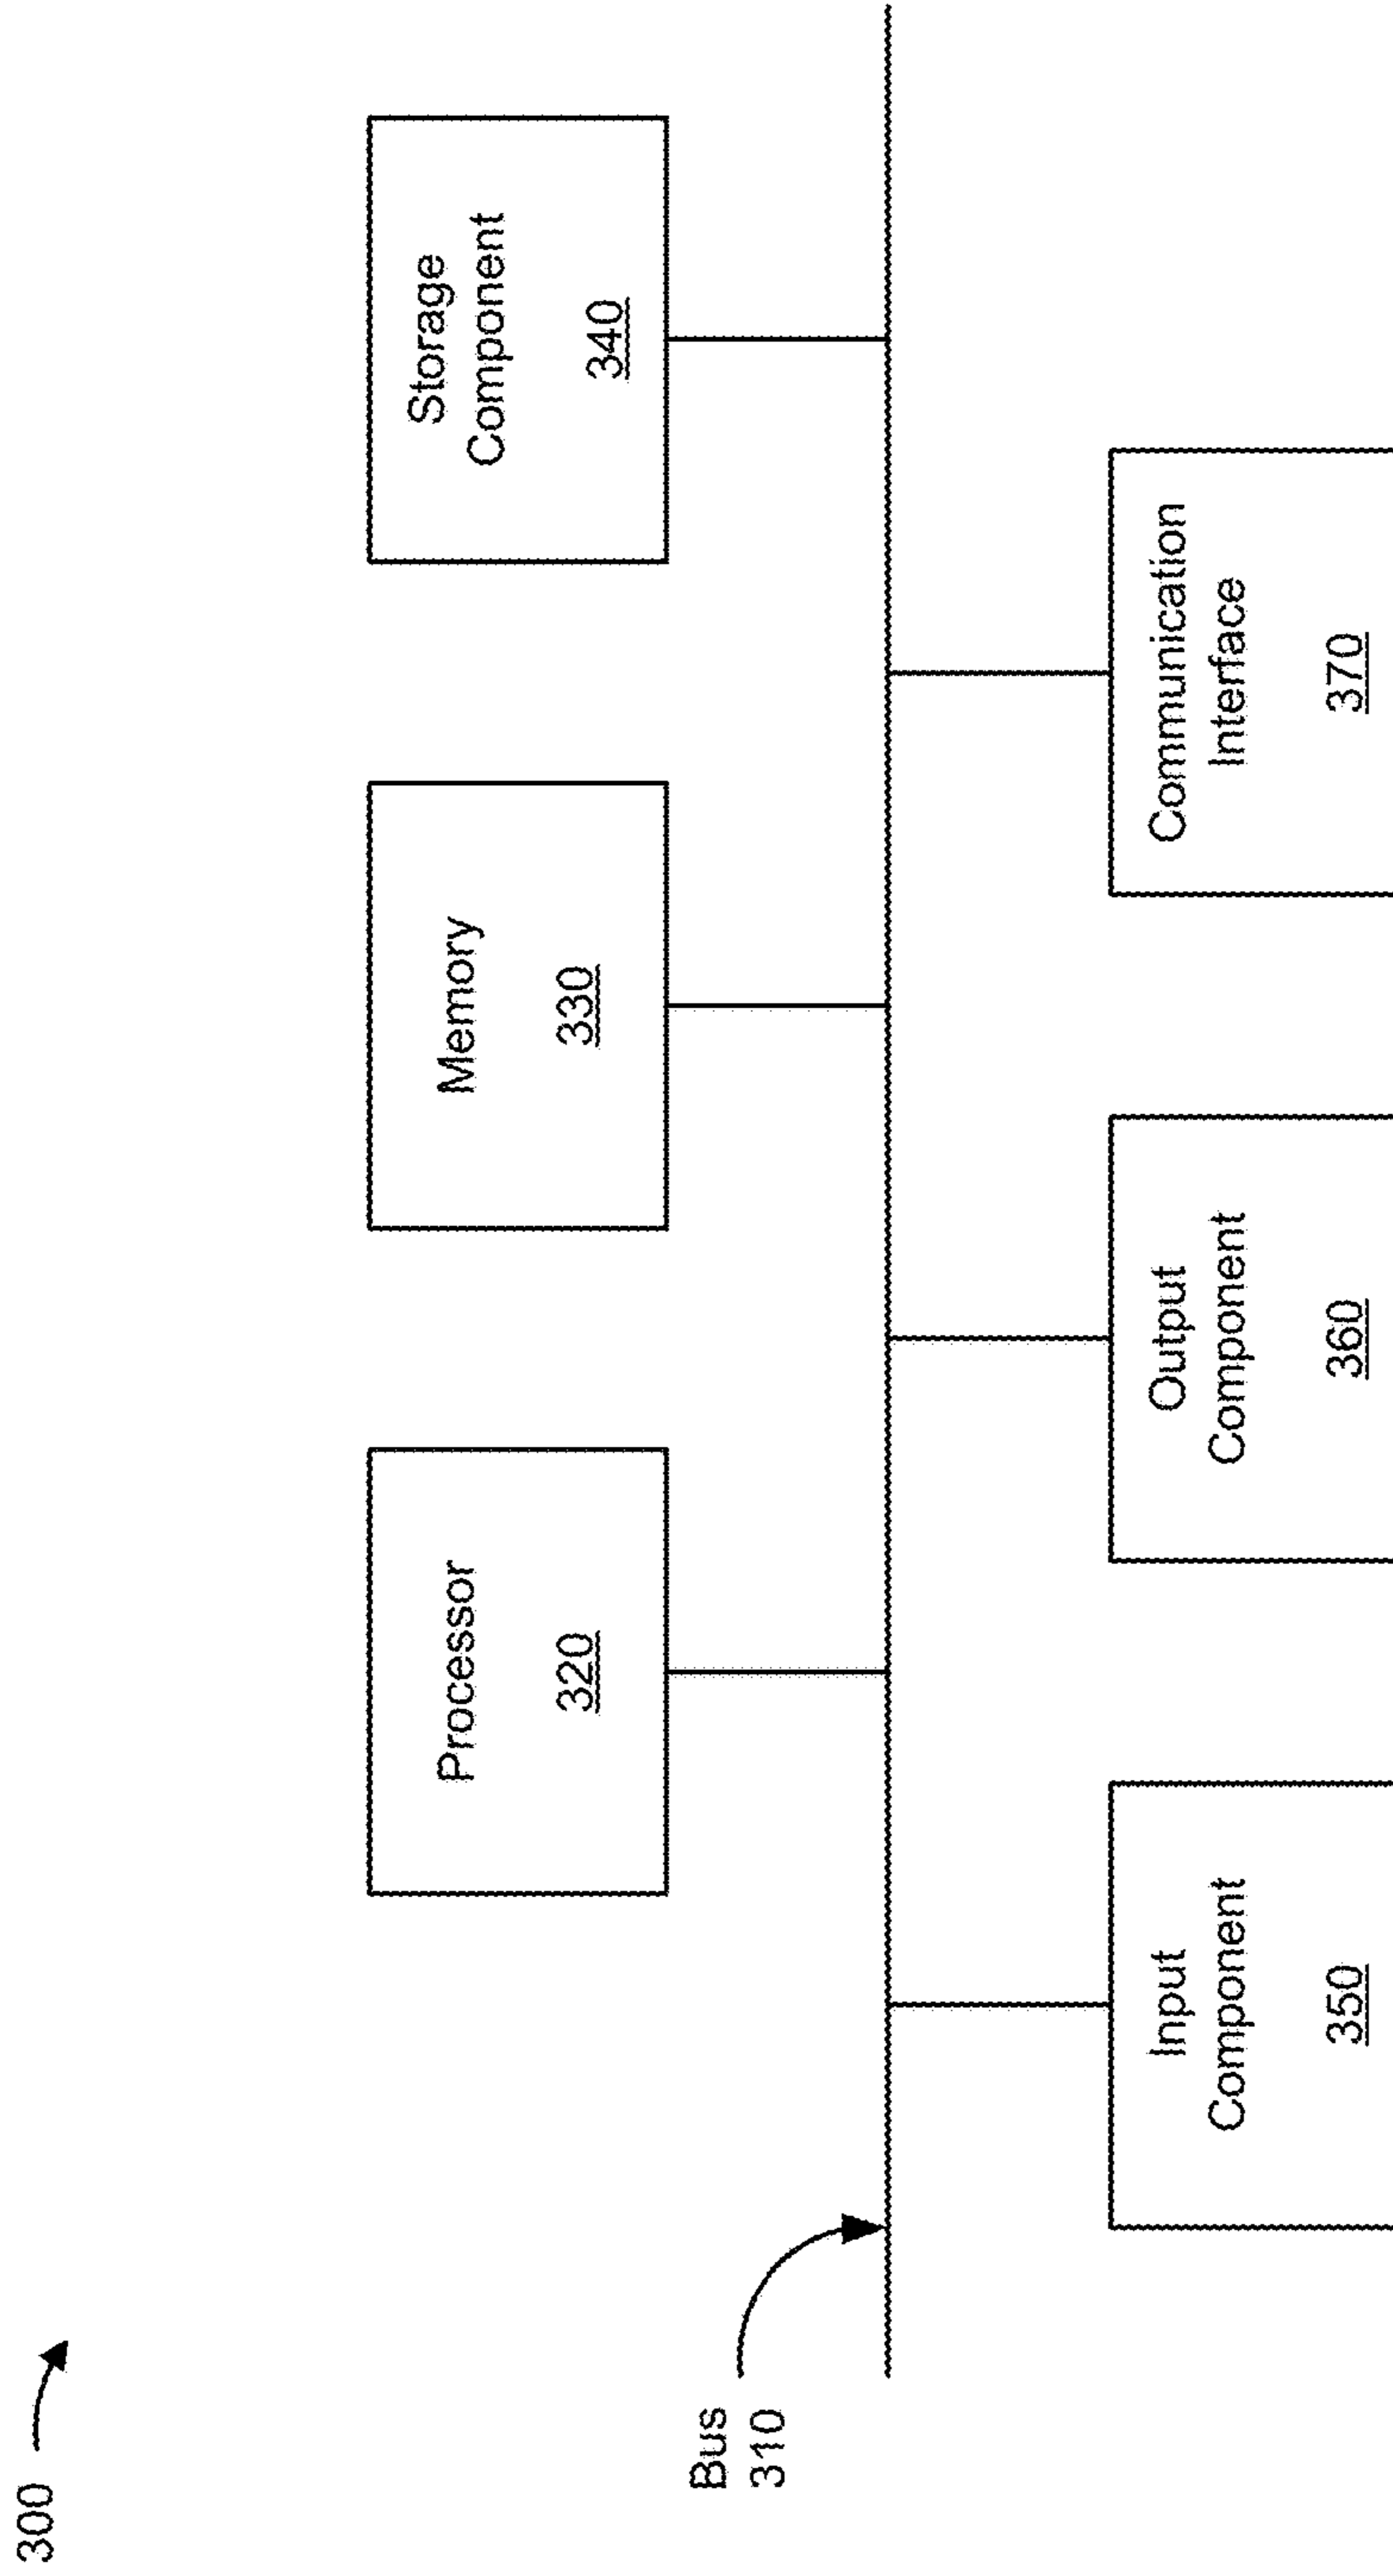 300
Bus
310
Processor
320
Memory
330
Storage
Component
340
Input
Component
350
Output
Component
360
Communication
Interface
370